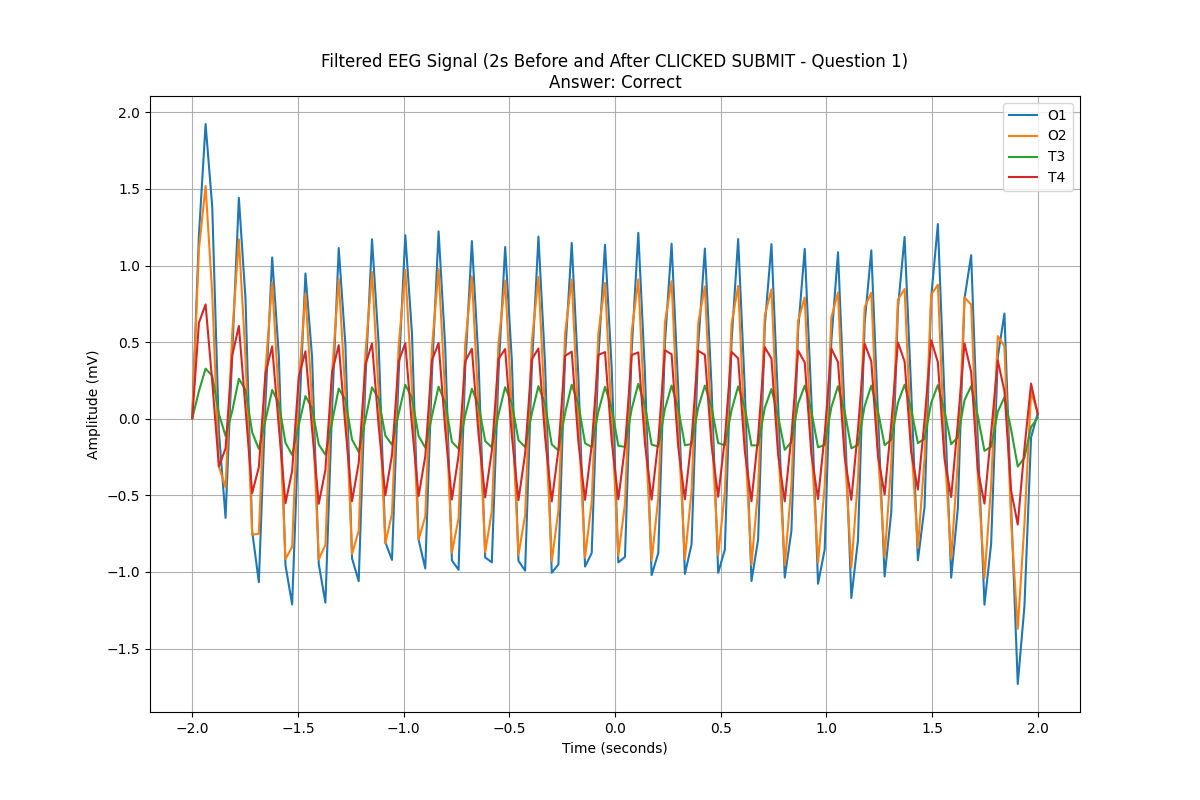 Filtered EEG Signal (2s Before and After CLICKED SUBMIT - Question 1)
Answer: Correct
O1
O2
T3
T4
2.0
1.5
1.0
0.5
0.0
−0.5
−1.0
−1.5
Amplitude (mV)
−2.0 −1.5 −1.0 −0.5 0.0 0.5 1.0 1.5 2.0
Time (seconds)